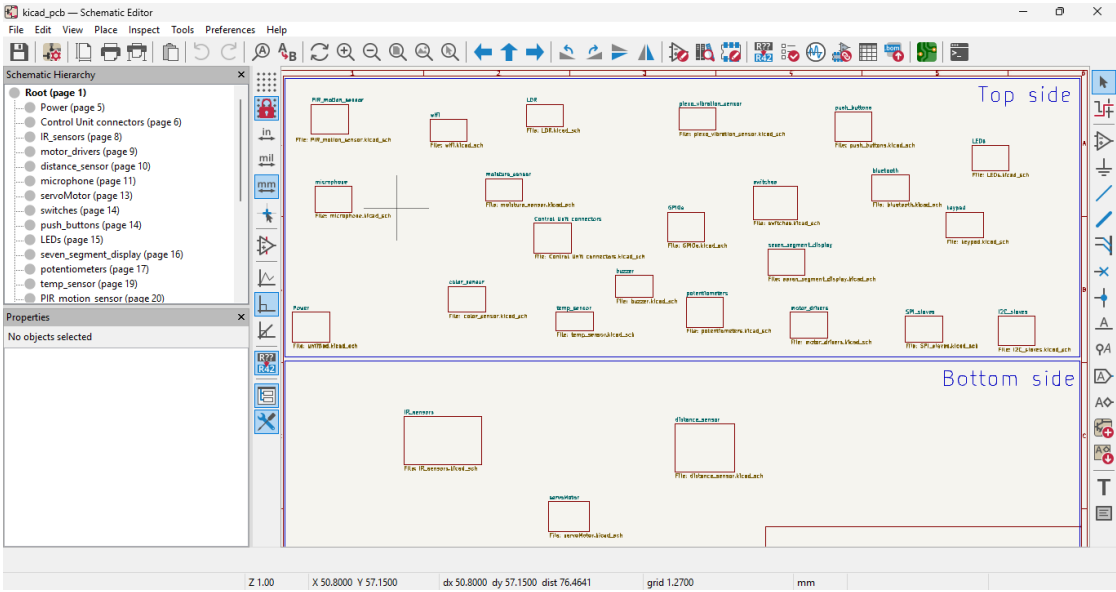 kicad_pcb — Schematic Editor
File Edit View Place Inspect Tools Preferences Help
Schematic Hierarchy
Root (page 1)
Power (page 5)
Control Unit connectors (page 6)
IR_sensors (page 8)
motor_drivers (page 9)
distance_sensor (page 10)
microphone (page 11)
servoMotor (page 13)
switches (page 14)
push_buttons (page 14)
LEDs (page 15)
seven_segment_display (page 16)
potentiometers (page 17)
temp_sensor (page 19)
PIR motion sensor (page 20)
Properties
No objects selected
in
mil
mm
R??
R42
Top side
PIR_motion_sensor
File: PIR_motion_sensor.kicad_sch
wifi
File: wifi.kicad_sch
LDR
File: LDR.kicad_sch
piezo_vibration_sensor
File: piezo_vibration_sensor.kicad_sch
push_buttons
File: push_buttons.kicad_sch
LEDs
File: LEDs.kicad_sch
microphone
File: microphone.kicad_sch
moisture_sensor
File: moisture_sensor.kicad_sch
switches
File: switches.kicad_sch
bluetooth
File: bluetooth.kicad_sch
Control Unit connectors
File: Control Unit connectors.kicad_sch
GPIOs
File: GPIOs.kicad_sch
keypad
File: keypad.kicad_sch
seven_segment_display
File: seven_segment_display.kicad_sch
buzzer
File: buzzer.kicad_sch
color_sensor
File: color_sensor.kicad_sch
potentiometers
File: potentiometers.kicad_sch
Power
File: untitled.kicad_sch
temp_sensor
File: temp_sensor.kicad_sch
motor_drivers
File: motor_drivers.kicad_sch
SPI_slaves
File: SPI_slaves.kicad_sch
I2C_slaves
File: I2C_slaves.kicad_sch
Bottom side
IR_sensors
File: IR_sensors.kicad_sch
distance_sensor
File: distance_sensor.kicad_sch
servoMotor
File: servoMotor.kicad_sch
Z 1.00 X 50.8000 Y 57.1500 dx 50.8000 dy 57.1500 dist 76.4641 grid 1.2700 mm